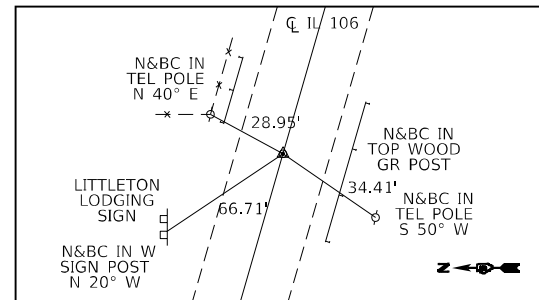 ℄ IL 106
N&BC IN
TEL POLE
N 40° E
28.95'
N&BC IN
TOP WOOD
GR POST
34.41'
LITTLETON
LODGING
SIGN
66.71'
N&BC IN
TEL POLE
S 50° W
N&BC IN W
SIGN POST
N 20° W
N